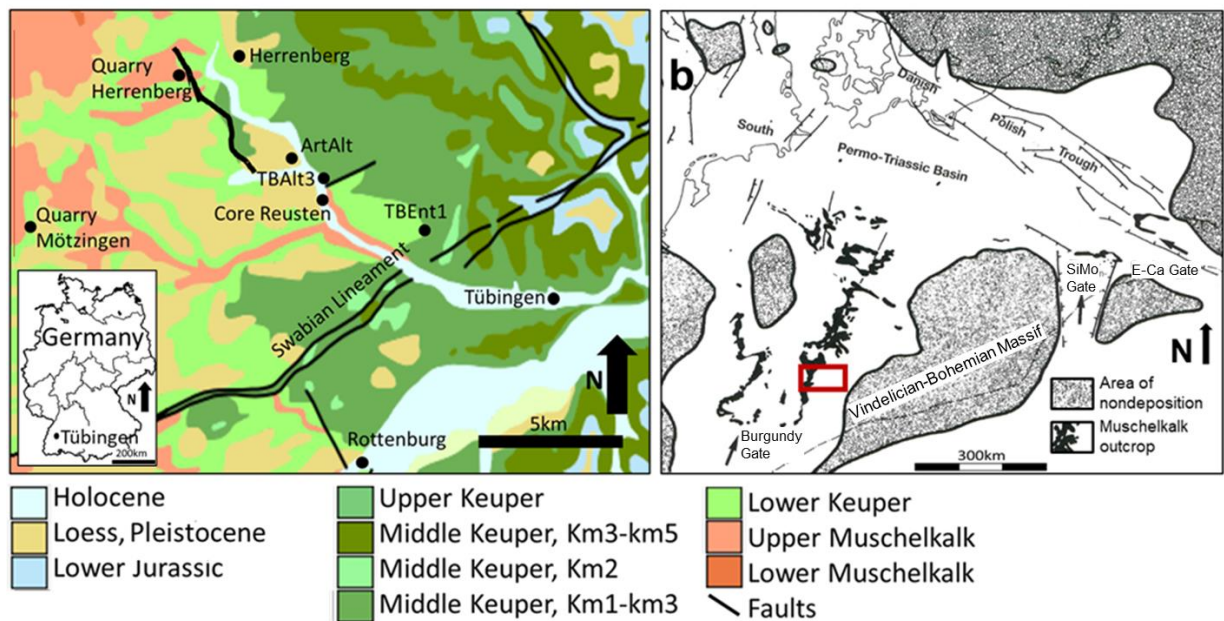 Herrenberg
Quarry
Herrenberg
ArtAlt
TBAlt3
Core Reusten
TBEnt1
Quarry
Mötzingen
Swabian Lineament
Tübingen
Germany
N
Tübingen
200km
N
5km
Rottenburg
b
Danish
Polish
Trough
South
Permo-Triassic Basin
SiMo
Gate
E-Ca Gate
N
Vindelician-Bohemian Massif
Burgundy
Gate
Area of
nondeposition
Muschelkalk
outcrop
300km
Holocene
Loess, Pleistocene
Lower Jurassic
Upper Keuper
Middle Keuper, Km3-km5
Middle Keuper, Km2
Middle Keuper, Km1-km3
Lower Keuper
Upper Muschelkalk
Lower Muschelkalk
Faults